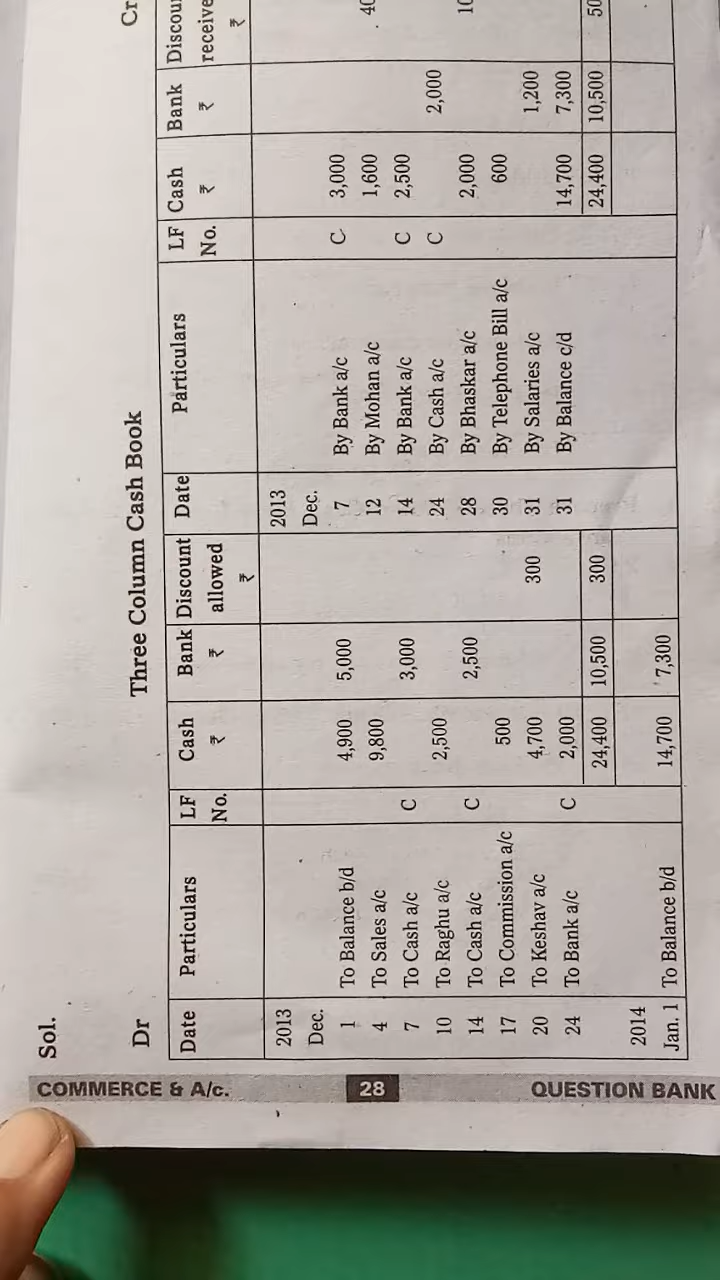 Sol.
Three Column Cash Book
Dr Cr
Date Particulars LF Cash Bank Discount Date Particulars LF Cash Bank Discou
No. ₹ ₹ allowed No. ₹ ₹ receive
₹ ₹
2013 2013
Dec. Dec.
1 To Balance b/d 4,900 5,000 7 By Bank a/c C 3,000
4 To Sales a/c 9,800 12 By Mohan a/c 1,600 40
7 To Cash a/c C 3,000 14 By Bank a/c C 2,500
10 To Raghu a/c 2,500 24 By Cash a/c C 2,000
14 To Cash a/c C 2,500 28 By Bhaskar a/c 2,000 10
17 To Commission a/c 500 30 By Telephone Bill a/c 600
20 To Keshav a/c 4,700 300 31 By Salaries a/c 1,200
24 To Bank a/c C 2,000 31 By Balance c/d 14,700 7,300
24,400 10,500 300 24,400 10,500 50
2014
Jan. 1 To Balance b/d 14,700 7,300
COMMERCE & A/c. 28 QUESTION BANK